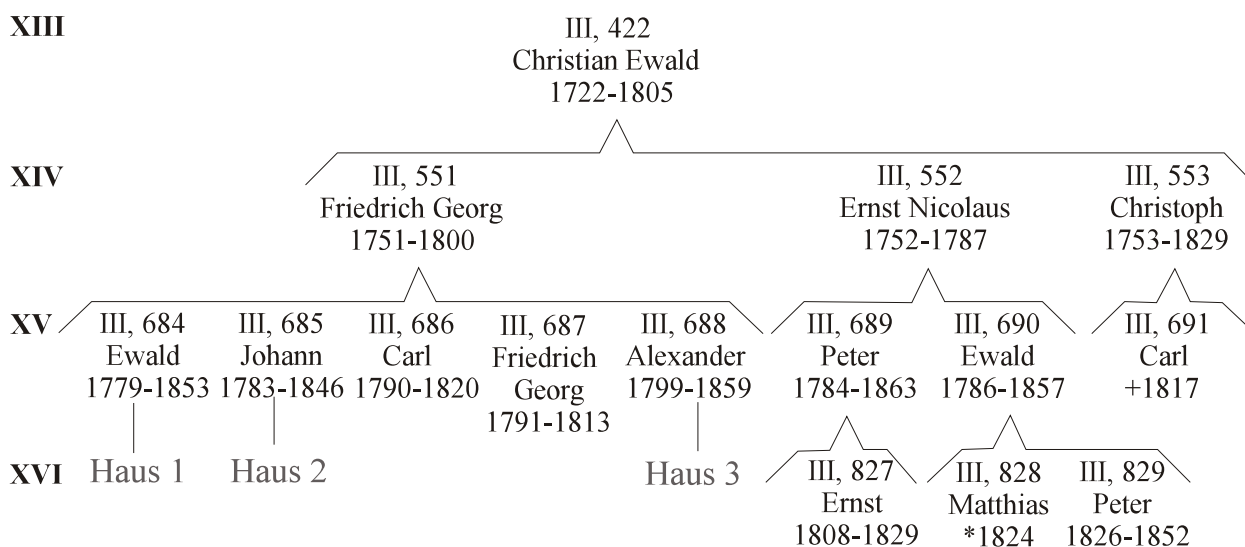 XIII
III, 422
Christian Ewald
1722-1805
XIV
III, 551
Friedrich Georg
1751-1800
III, 552
Ernst Nicolaus
1752-1787
III, 553
Christoph
1753-1829
XV
III, 684
Ewald
1779-1853
III, 685
Johann
1783-1846
III, 686
Carl
1790-1820
III, 687
Friedrich
Georg
1791-1813
III, 688
Alexander
1799-1859
III, 689
Peter
1784-1863
III, 690
Ewald
1786-1857
III, 691
Carl
+1817
XVI
Haus 1
Haus 2
Haus 3
III, 827
Ernst
1808-1829
III, 828
Matthias
*1824
III, 829
Peter
1826-1852